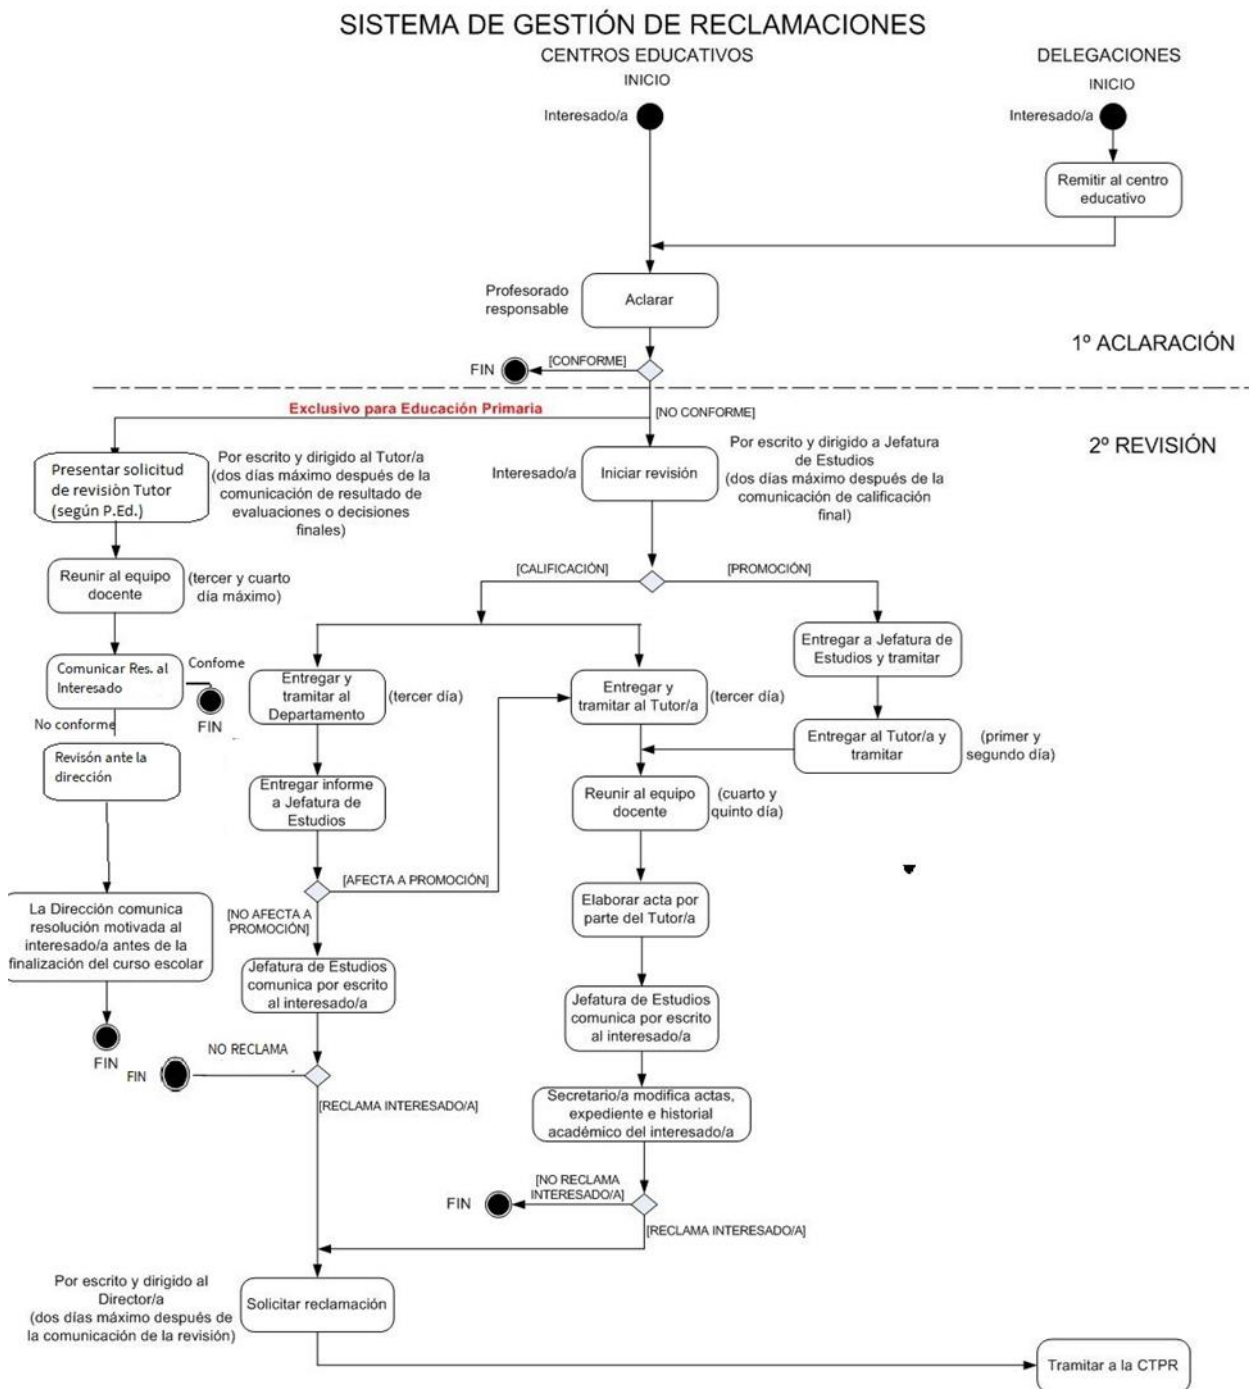 SISTEMA DE GESTIÓN DE RECLAMACIONES
CENTROS EDUCATIVOS
DELEGACIONES
INICIO
INICIO
Interesado/a
Interesado/a
Remitir al centro
educativo
Profesorado
responsable
Aclarar
1º ACLARACIÓN
[CONFORME]
FIN
Exclusivo para Educación Primaria
[NO CONFORME]
2º REVISIÓN
Presentar solicitud
de revisiòn Tutor
(según P.Ed.)
Por escrito y dirigido al Tutor/a
(dos días máximo después de la
comunicación de resultado de
evaluaciones o decisiones
finales)
Interesado/a
Iniciar revisión
Por escrito y dirigido a Jefatura
de Estudios
(dos días máximo después de la
comunicación de calificación
final)
Reunir al equipo
docente
(tercer y cuarto
día máximo)
[CALIFICACIÓN]
[PROMOCIÓN]
Entregar a Jefatura de
Estudios y tramitar
Comunicar Res. al
Interesado
Confome
FIN
No conforme
Entregar y
tramitar al
Departamento
(tercer día)
Entregar y
tramitar al Tutor/a
(tercer día)
Entregar al Tutor/a y
tramitar
(primer y
segundo día)
Revisón ante la
dirección
Entregar informe
a Jefatura de
Estudios
Reunir al equipo
docente
(cuarto y
quinto día)
[AFECTA A PROMOCIÓN]
[NO AFECTA A
PROMOCIÓN]
Elaborar acta por
parte del Tutor/a
La Dirección comunica
resolución motivada al
interesado/a antes de la
finalización del curso escolar
FIN
Jefatura de Estudios
comunica por escrito
al interesado/a
Jefatura de Estudios
comunica por escrito
al interesado/a
NO RECLAMA
FIN
[RECLAMA INTERESADO/A]
Secretario/a modifica actas,
expediente e historial
académico del interesado/a
[NO RECLAMA
INTERESADO/A]
FIN
[RECLAMA INTERESADO/A]
Por escrito y dirigido al
Director/a
(dos días máximo después de
la comunicación de la revisión)
Solicitar reclamación
Tramitar a la CTPR